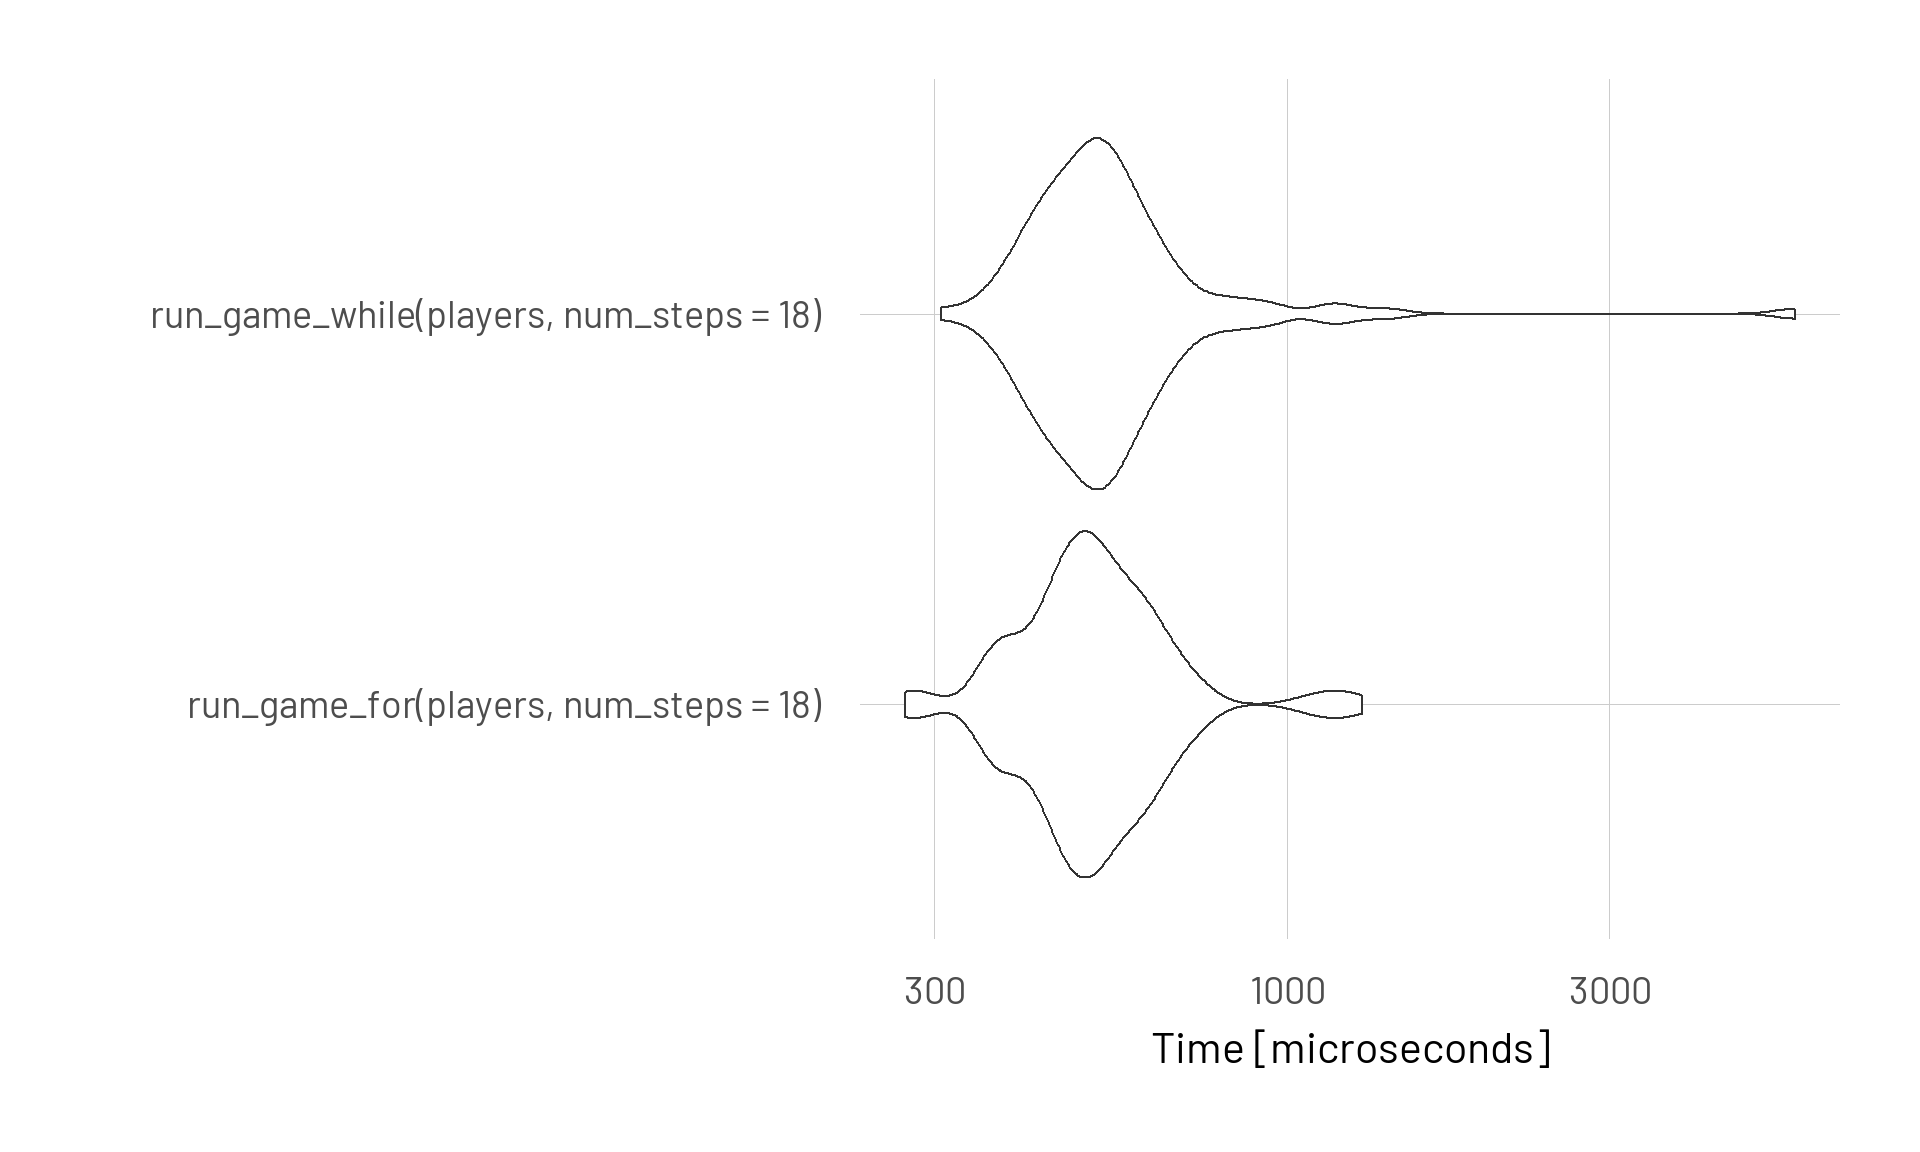 run_game_while(players, num_steps = 18)
run_game_for(players, num_steps = 18)
300 1000 3000
Time [microseconds]